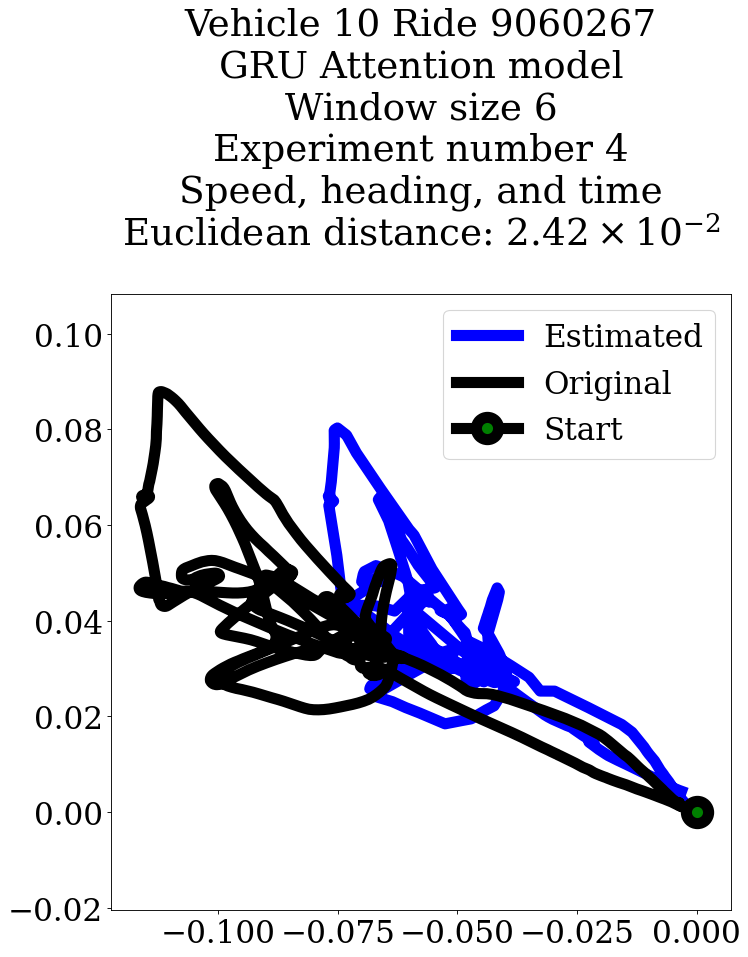 Vehicle 10 Ride 9060267
GRU Attention model
Window size 6
Experiment number 4
Speed, heading, and time
Euclidean distance: 2.42 × 10⁻²
Estimated
Original
Start
0.10
0.08
0.06
0.04
0.02
0.00
−0.02
−0.100 −0.075 −0.050 −0.025 0.000